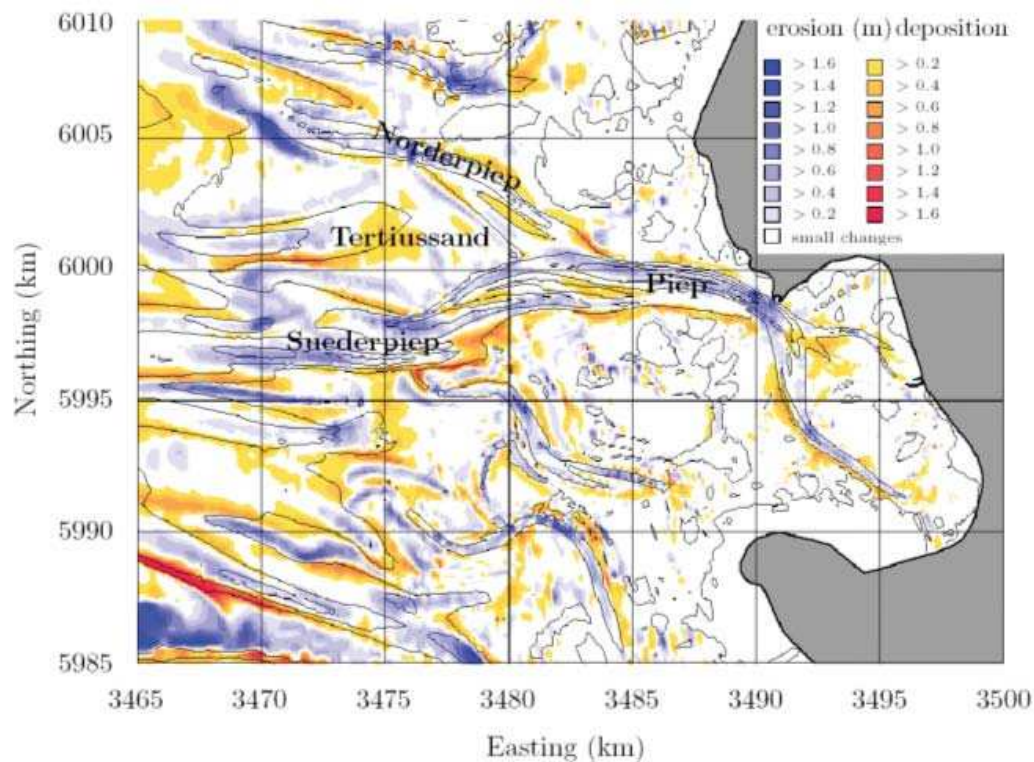 6010
6005
6000
5995
5990
5985
Northing (km)
3465 3470 3475 3480 3485 3490 3495 3500
Easting (km)
erosion (m) deposition
> 1.6 > 0.2
> 1.4 > 0.4
> 1.2 > 0.6
> 1.0 > 0.8
> 0.8 > 1.0
> 0.6 > 1.2
> 0.4 > 1.4
> 0.2 > 1.6
small changes
Norderpiep
Tertiussand
Piep
Suederpiep